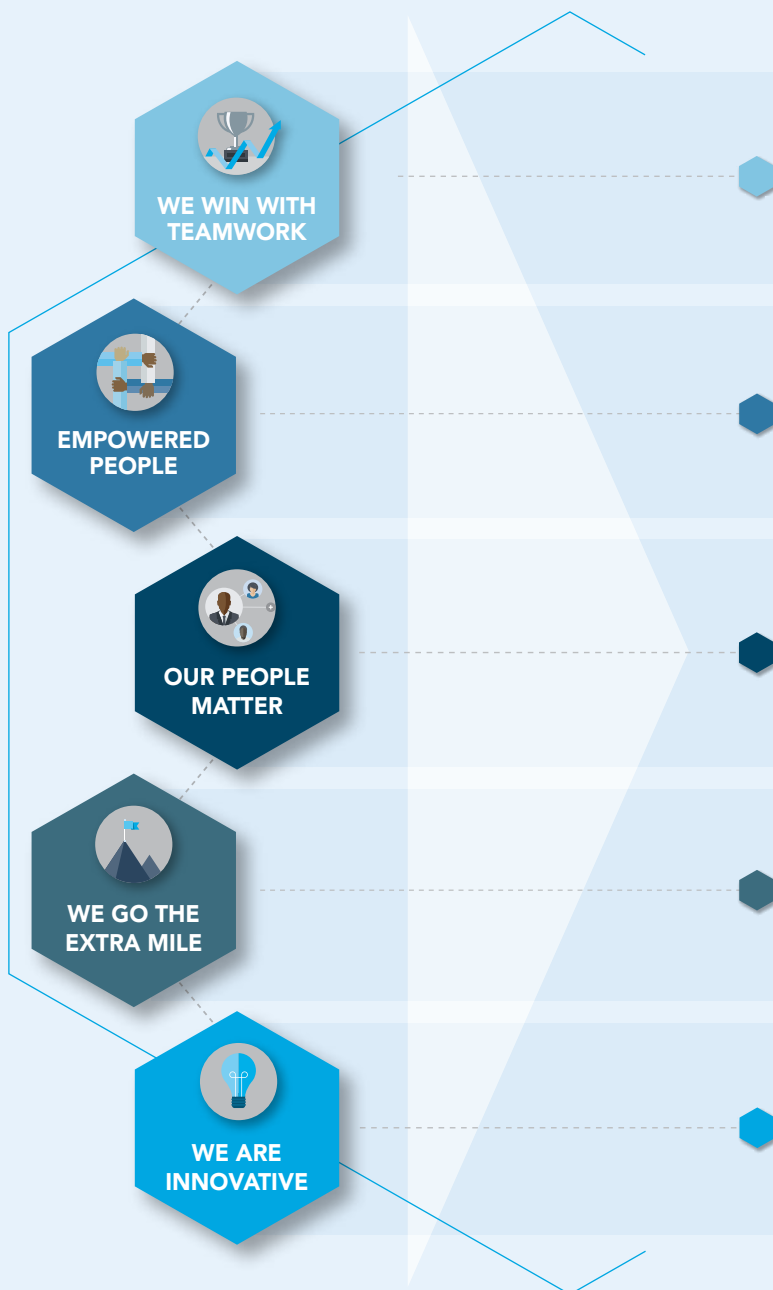 WE WIN WITH
TEAMWORK
EMPOWERED
PEOPLE
OUR PEOPLE
MATTER
WE GO THE
EXTRA MILE
WE ARE
INNOVATIVE